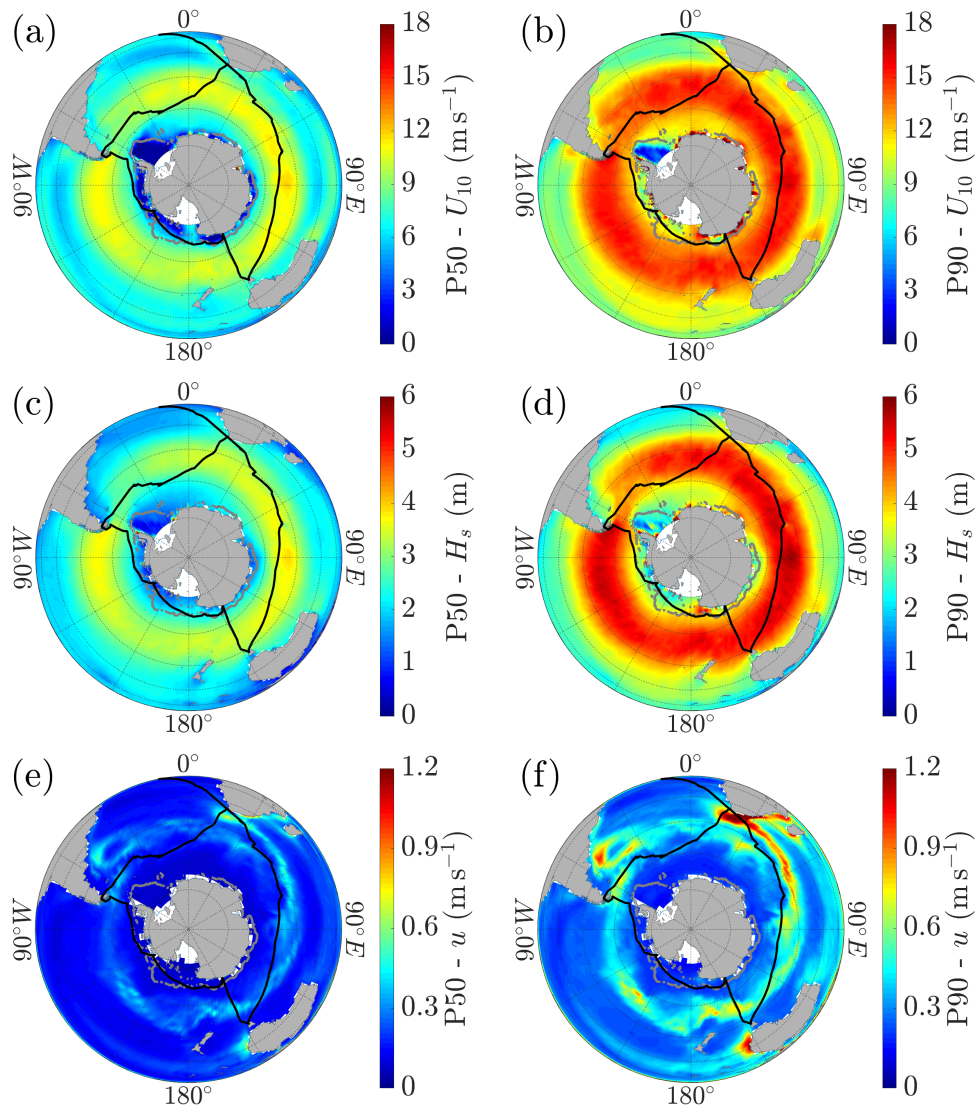 (a) 0° 90°W 90°E 180° 18 15 12 9 6 3 0 P50 - U10 (m s−1)
(b) 0° 90°W 90°E 180° 18 15 12 9 6 3 0 P90 - U10 (m s−1)
(c) 0° 90°W 90°E 180° 6 5 4 3 2 1 0 P50 - Hs (m)
(d) 0° 90°W 90°E 180° 6 5 4 3 2 1 0 P90 - Hs (m)
(e) 0° 90°W 90°E 180° 1.2 0.9 0.6 0.3 0 P50 - u (m s−1)
(f) 0° 90°W 90°E 180° 1.2 0.9 0.6 0.3 0 P90 - u (m s−1)